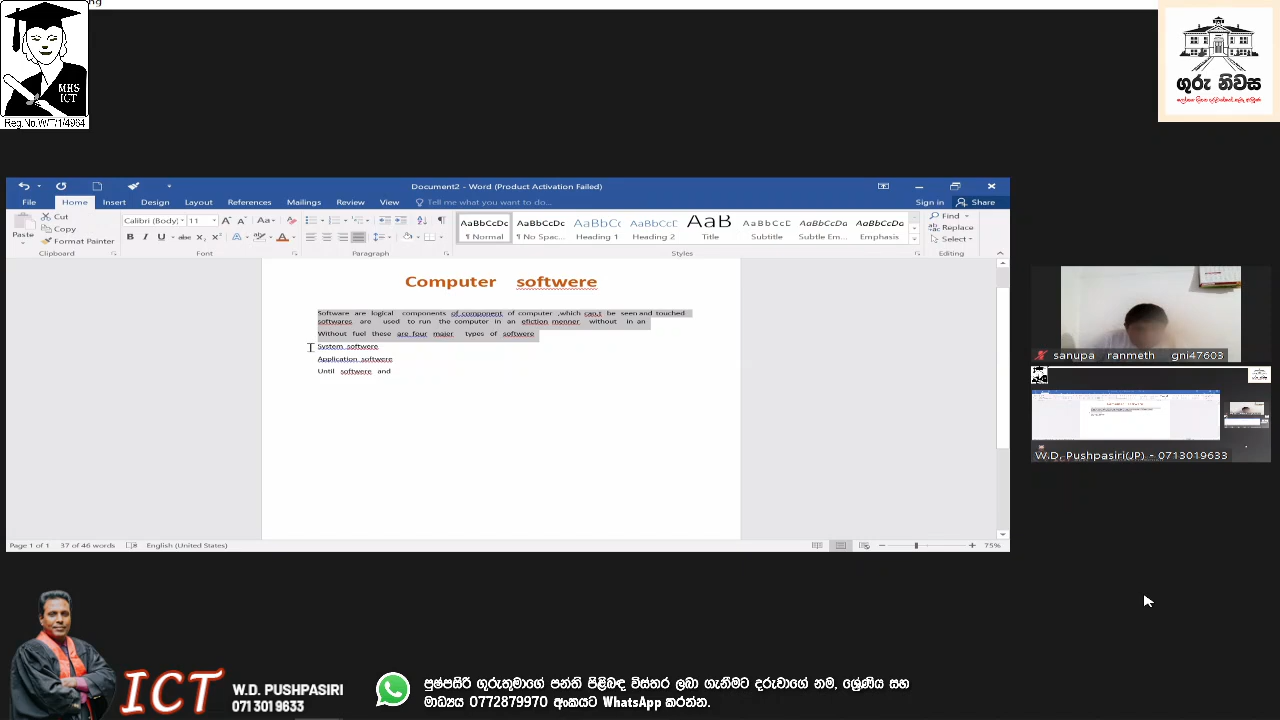 MHS
ICT
Reg.No.W/T/1/4964
ගුරු නිවස
Document2 - Word (Product Activation Failed)
File Home Insert Design Layout References Mailings Review View Tell me what you want to do... Sign in Share
Paste
Cut
Copy
Format Painter
Clipboard
Calibri (Body) 11
Font
Paragraph
AaBbCcDc AaBbCcDc AaBbCc AaBbCcC AaB AaBbCcC AaBbCcDc AaBbCcDc
¶ Normal ¶ No Spac... Heading 1 Heading 2 Title Subtitle Subtle Em... Emphasis
Styles
Find
Replace
Select
Editing
Computer softwere
Software are logical components of component of computer ,which can,t be seen and touched.
softwares are used to run the computer in an efiction menner without in an
Without fuel these are four majer types of softwere
System softwere
Application softwere
Until softwere and
Page 1 of 1 37 of 46 words English (United States) 75%
sanupa ranmeth gni47603
W.D. Pushpasiri(JP) - 0713019633
ICT
W.D. PUSHPASIRI
071 301 9633
පුෂ්පසිරි ගුරුතුමාගේ පන්ති පිළිබඳ විස්තර ලබා ගැනීමට දරුවාගේ නම, ශ්‍රේණිය සහ
මාධ්‍යය 0772879970 අංකයට WhatsApp කරන්න.